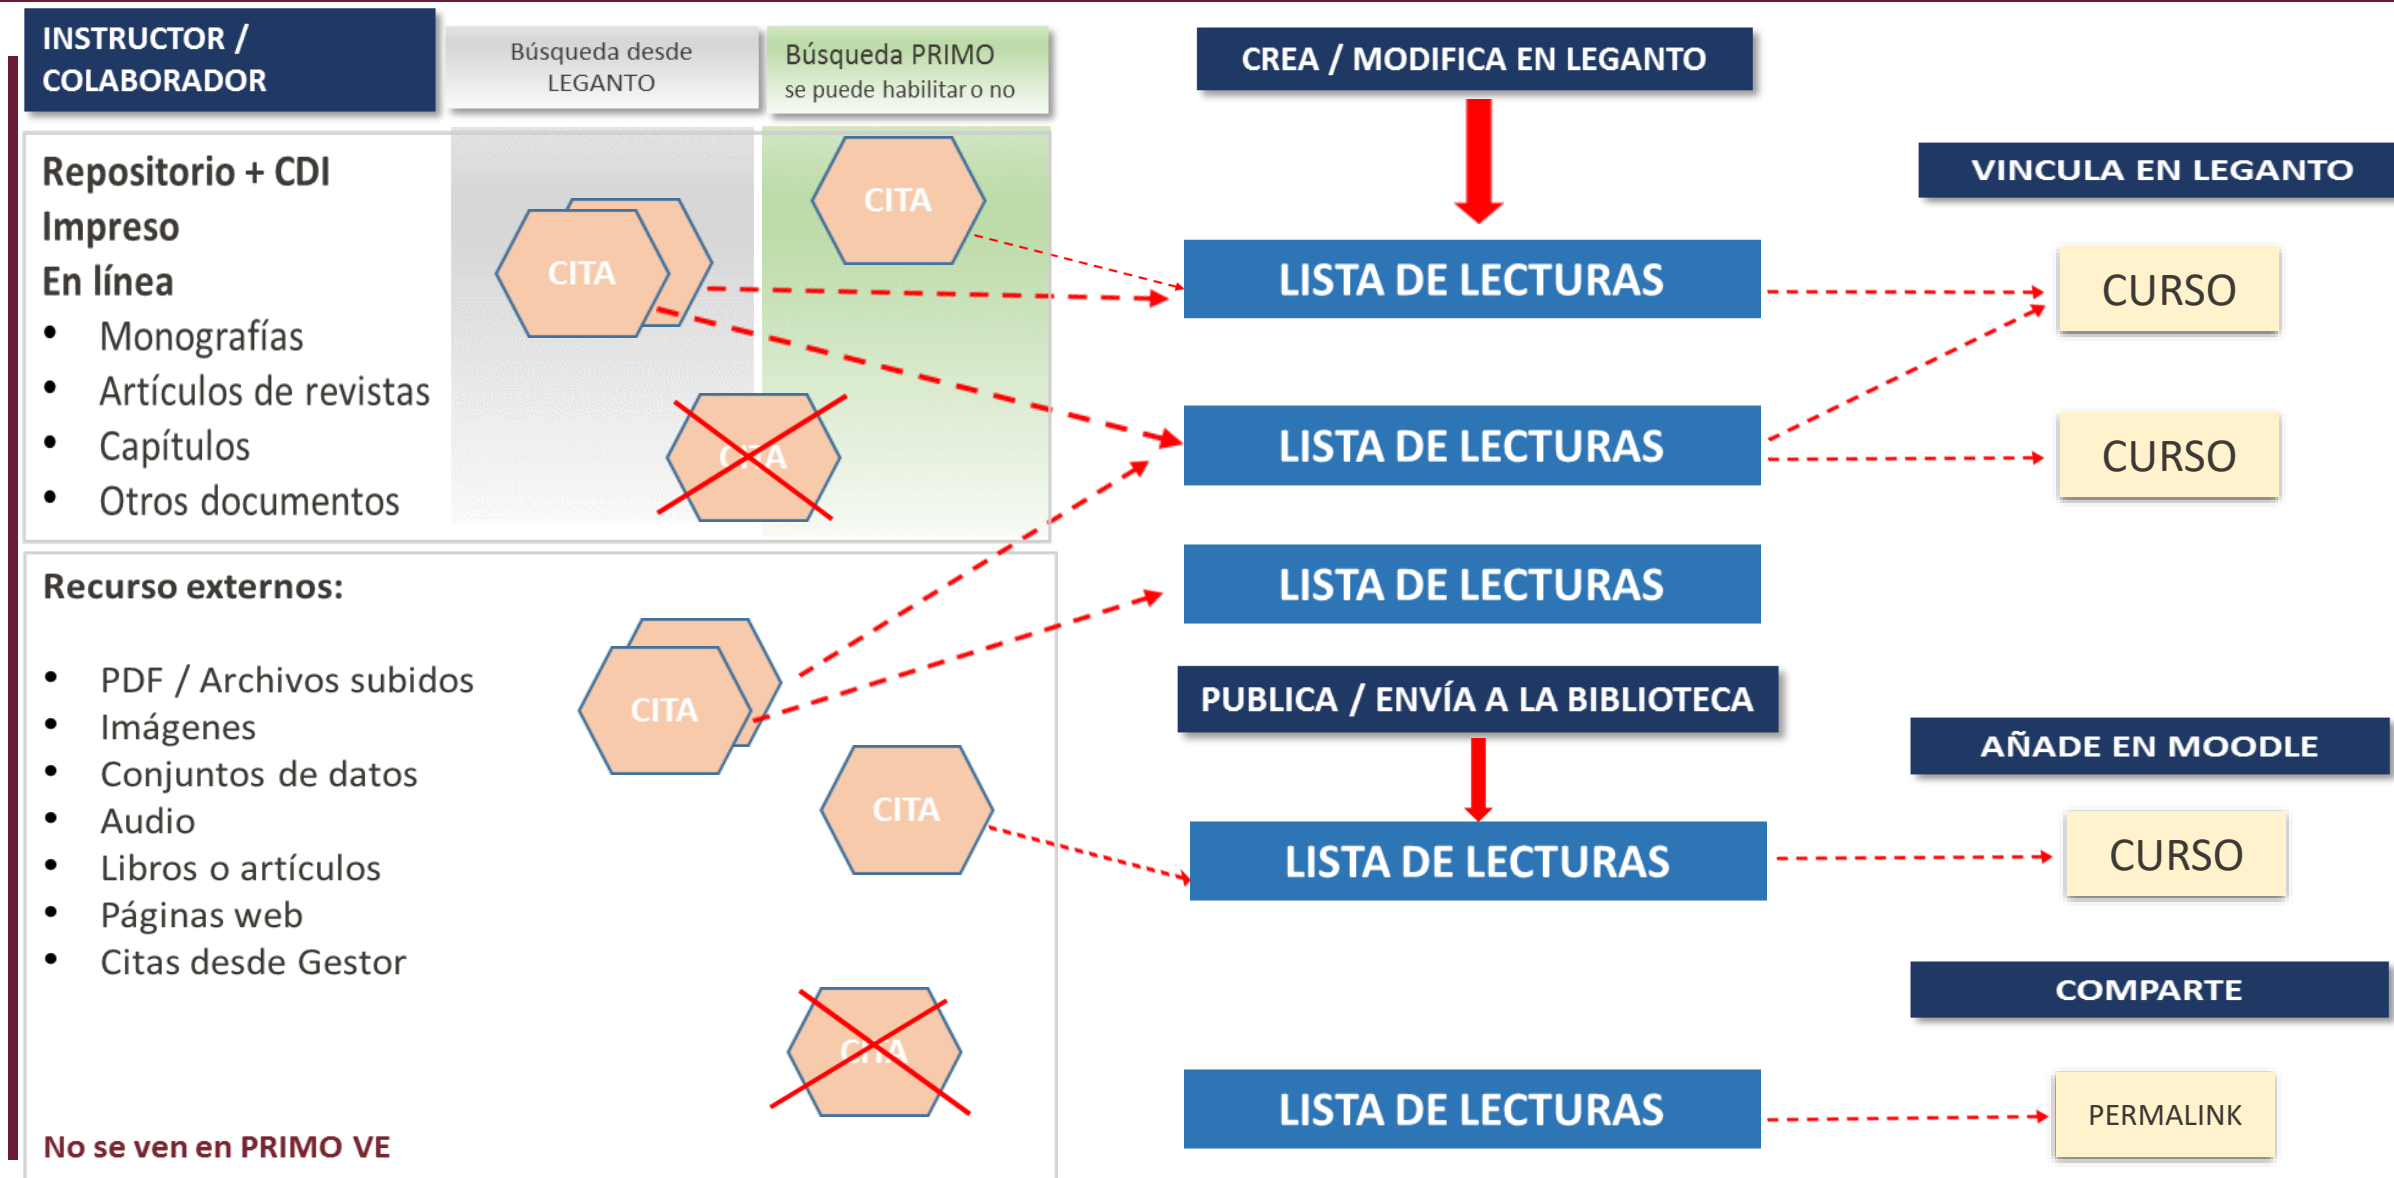 INSTRUCTOR /
COLABORADOR
Búsqueda desde
LEGANTO
Búsqueda PRIMO
se puede habilitar o no
CREA / MODIFICA EN LEGANTO
VINCULA EN LEGANTO
Repositorio + CDI
Impreso
En línea
• Monografías
• Artículos de revistas
• Capítulos
• Otros documentos
CITA
CITA
CITA
LISTA DE LECTURAS
CURSO
LISTA DE LECTURAS
CURSO
LISTA DE LECTURAS
Recurso externos:
• PDF / Archivos subidos
• Imágenes
• Conjuntos de datos
• Audio
• Libros o artículos
• Páginas web
• Citas desde Gestor
CITA
CITA
CITA
No se ven en PRIMO VE
PUBLICA / ENVÍA A LA BIBLIOTECA
AÑADE EN MOODLE
LISTA DE LECTURAS
CURSO
COMPARTE
LISTA DE LECTURAS
PERMALINK